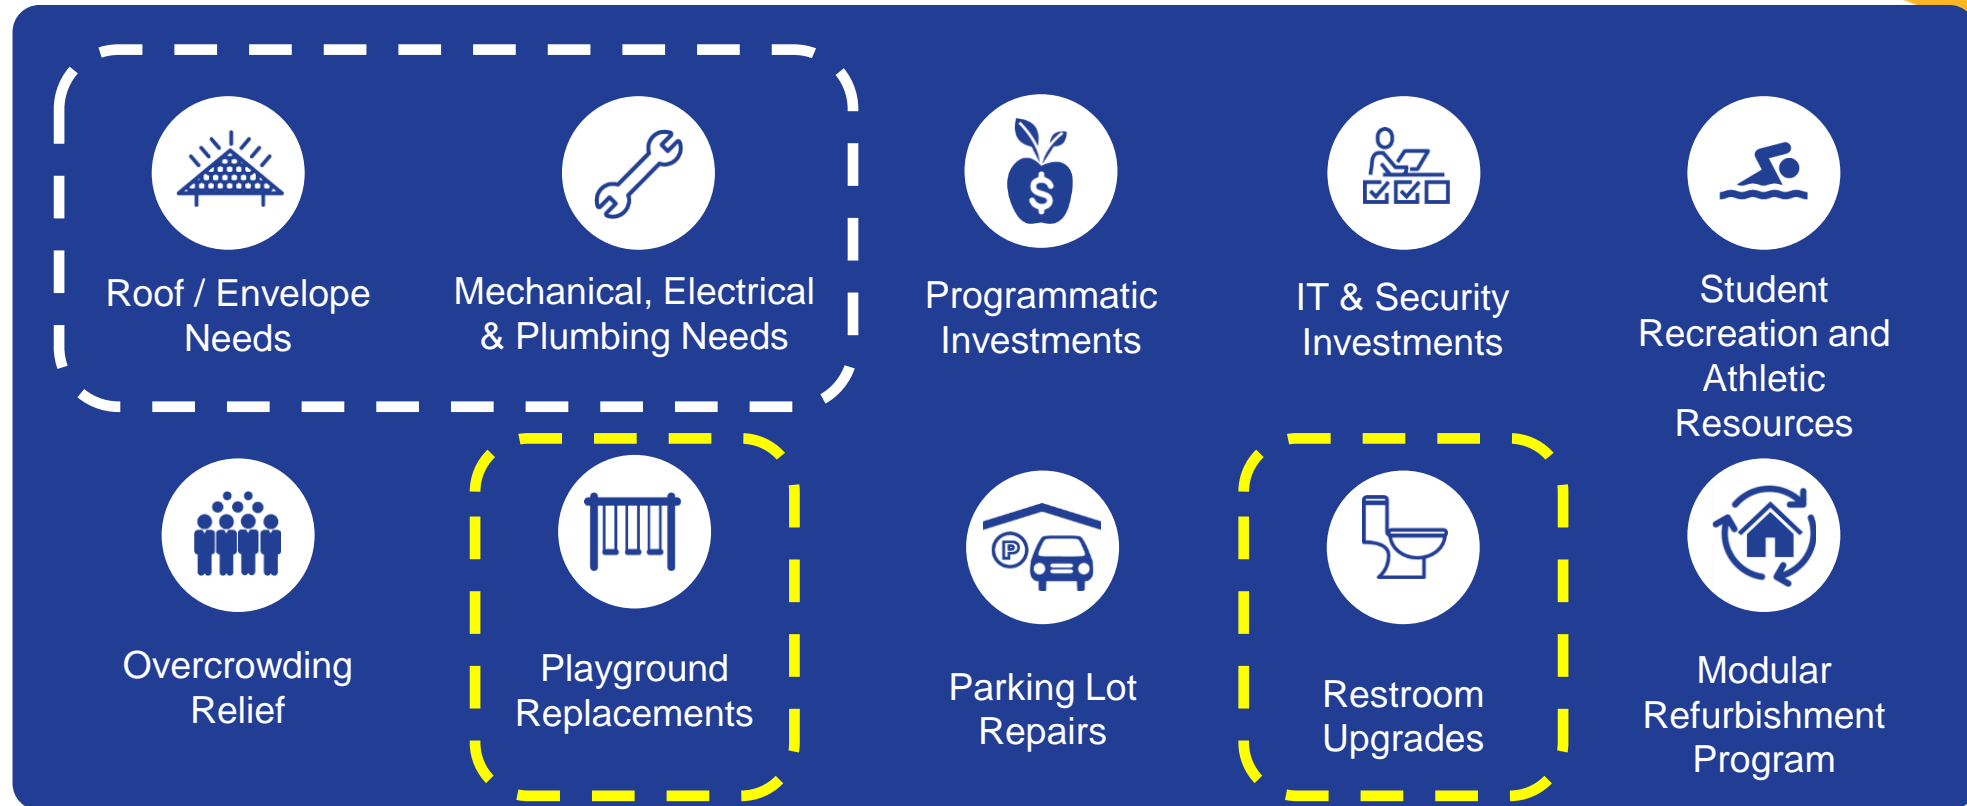 Roof / Envelope
Needs
Mechanical, Electrical
& Plumbing Needs
$
Programmatic
Investments
IT & Security
Investments
Student
Recreation and
Athletic
Resources
Overcrowding
Relief
Playground
Replacements
P
Parking Lot
Repairs
Restroom
Upgrades
Modular
Refurbishment
Program